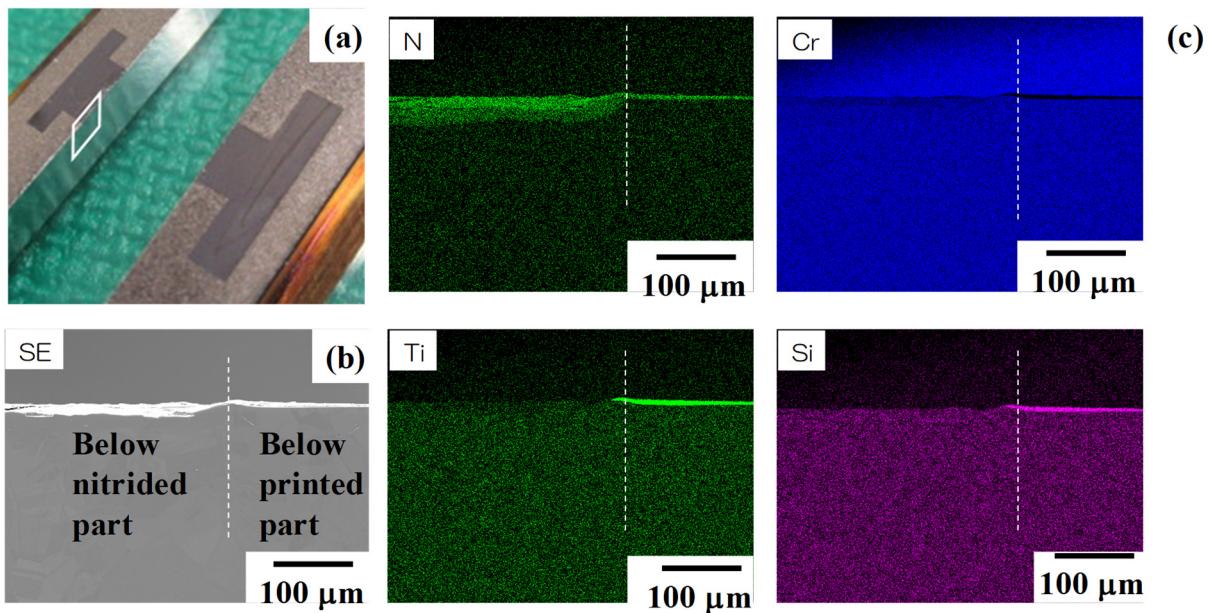 (a)
N
100 μm
Cr
100 μm
(c)
SE
(b)
Below
nitrided
part
Below
printed
part
100 μm
Ti
100 μm
Si
100 μm